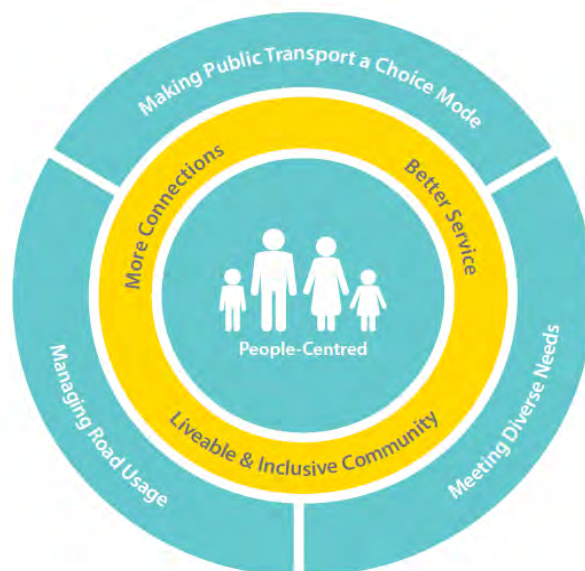 Making Public Transport a Choice Mode
More Connections
Better Service
People-Centred
Liveable & Inclusive Community
Managing Road Usage
Meeting Diverse Needs